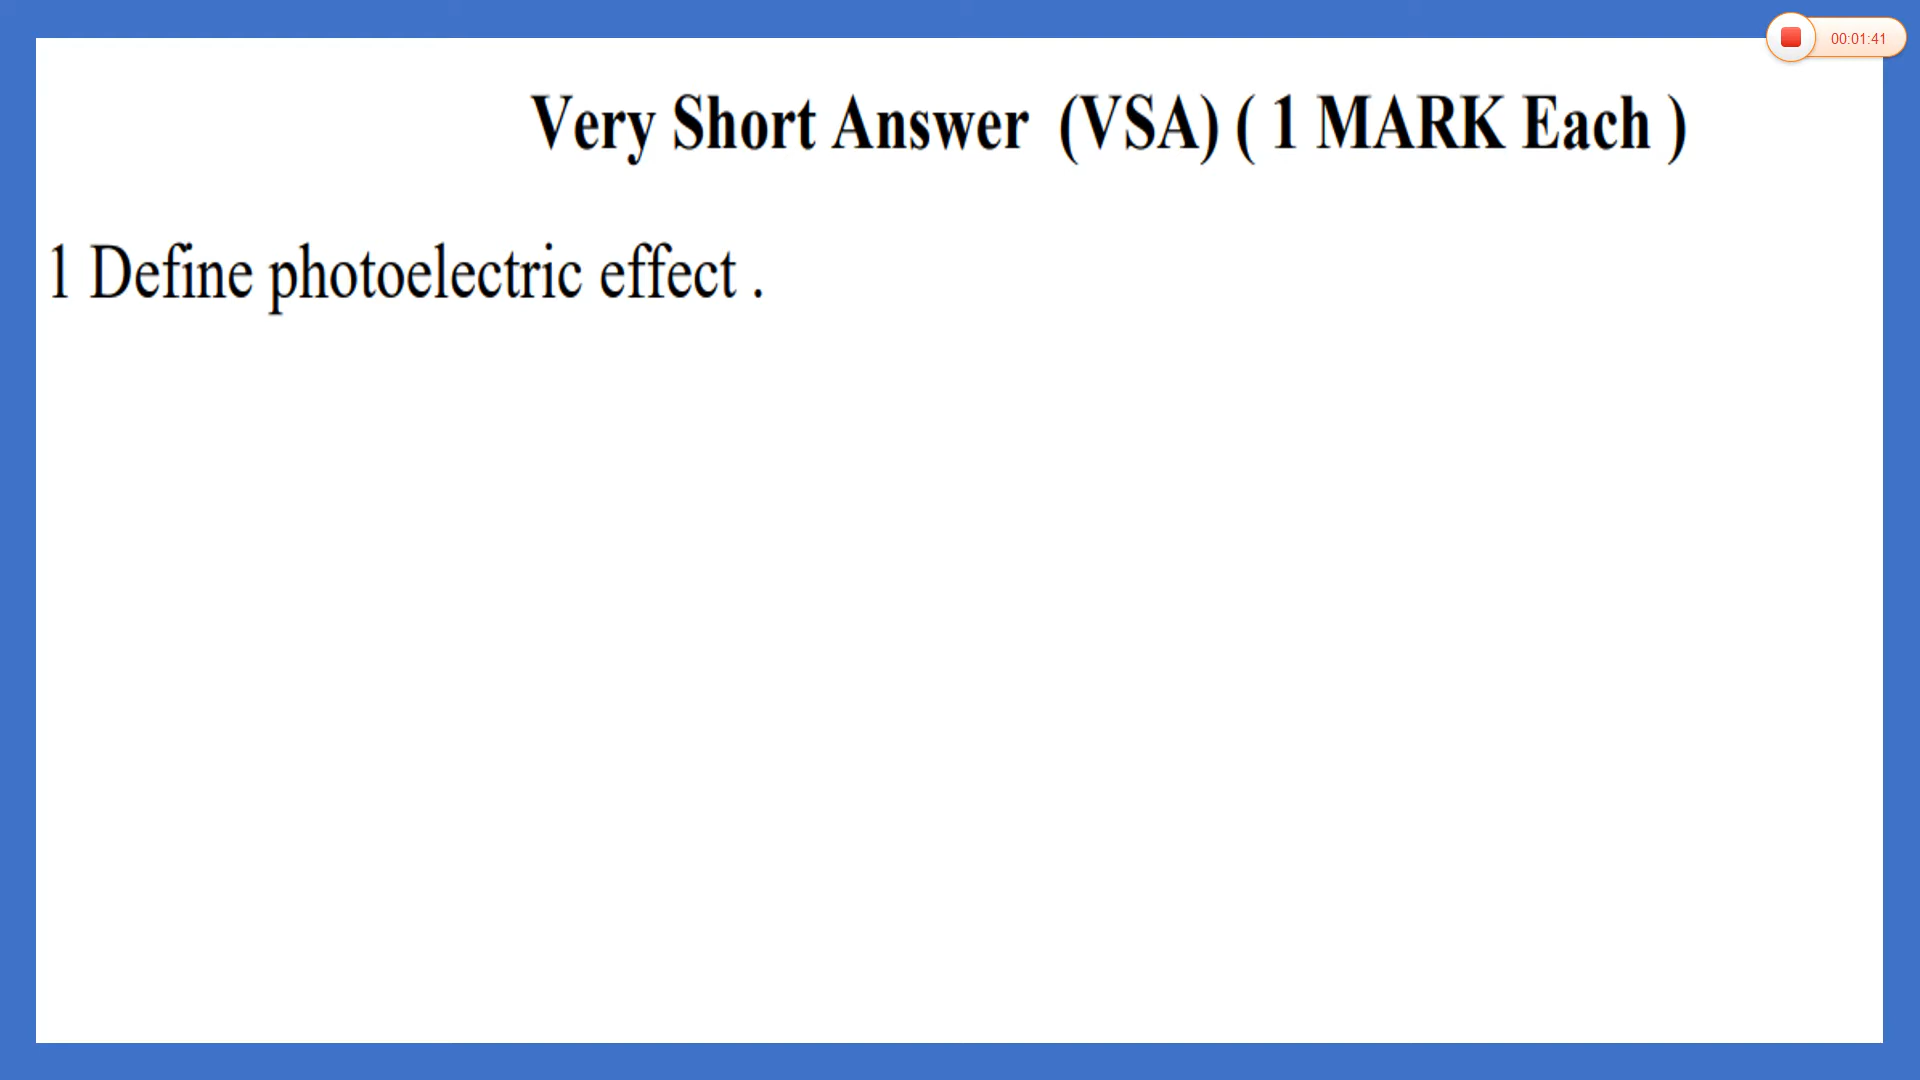 00:01:41
Very Short Answer (VSA) ( 1 MARK Each )
1 Define photoelectric effect .